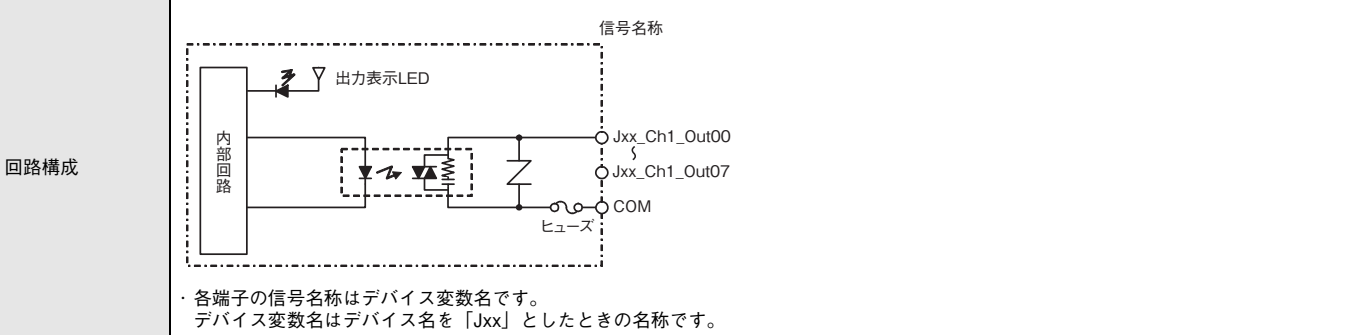 回路構成
信号名称
出力表示LED
内部回路
Jxx_Ch1_Out00
~
Jxx_Ch1_Out07
COM
ヒューズ
・各端子の信号名称はデバイス変数名です。
デバイス変数名はデバイス名を「Jxx」としたときの名称です。